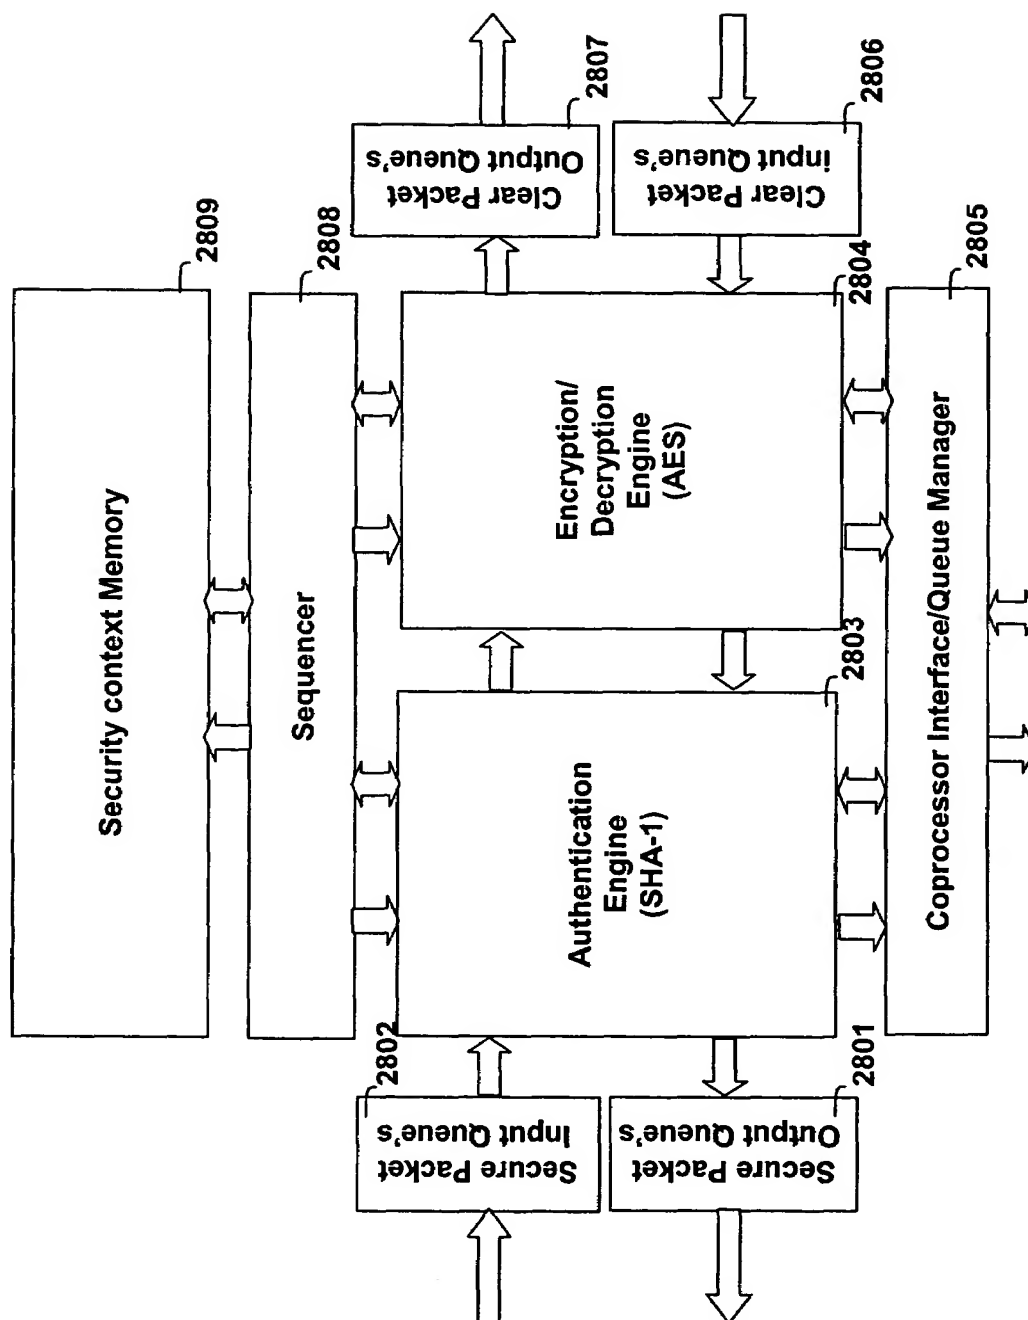 Security context Memory
2809
Sequencer
2808
Secure Packet
Input Queue's
2802
Authentication
Engine
(SHA-1)
2803
Encryption/
Decryption
Engine
(AES)
2804
Clear Packet
Output Queue's
2807
Clear Packet
input Queue's
2806
Secure Packet
Output Queue's
2801
Coprocessor Interface/Queue Manager
2805